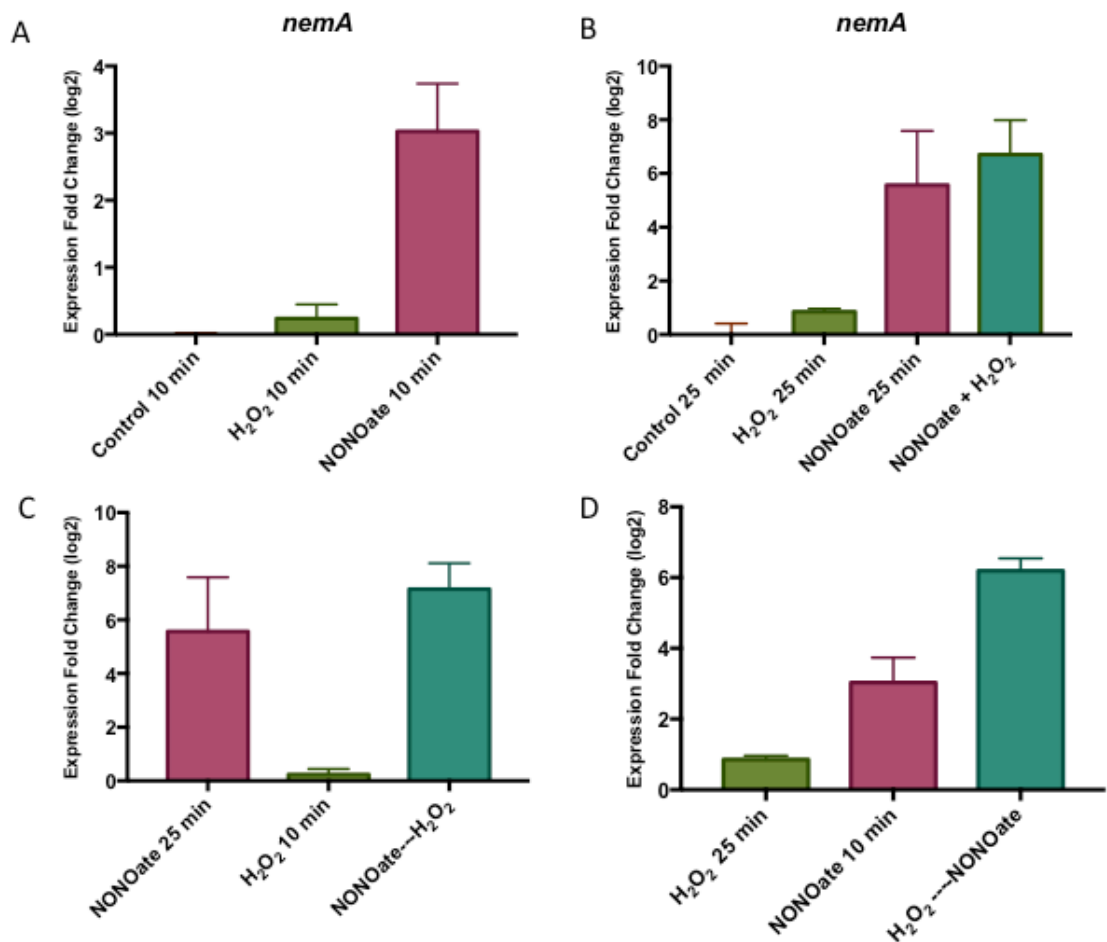 A
nemA
Expression Fold Change (log2)
4
3
2
1
0
Control 10 min
H₂O₂ 10 min
NONOate 10 min
B
nemA
Expression Fold Change (log2)
10
8
6
4
2
0
Control 25 min
H₂O₂ 25 min
NONOate 25 min
NONOate + H₂O₂
C
Expression Fold Change (log2)
10
8
6
4
2
0
NONOate 25 min
H₂O₂ 10 min
NONOate---H₂O₂
D
Expression Fold Change (log2)
8
6
4
2
0
H₂O₂ 25 min
NONOate 10 min
H₂O₂ ----NONOate